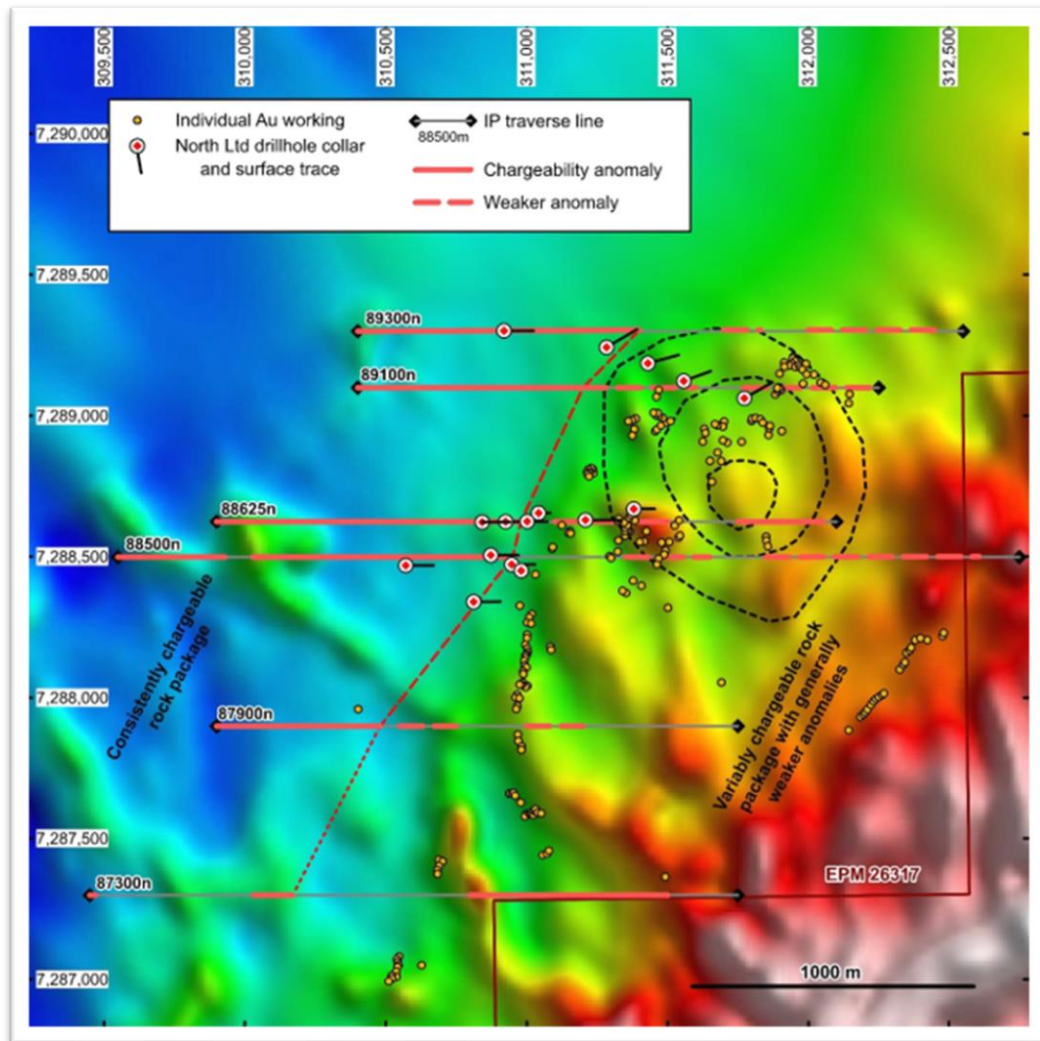 309,500
310,000
310,500
311,000
311,500
312,000
312,500
7,290,000
7,289,500
7,289,000
7,288,500
7,288,000
7,287,500
7,287,000
Individual Au working
North Ltd drillhole collar
and surface trace
IP traverse line
88500m
Chargeability anomaly
Weaker anomaly
89300n
89100n
88625n
88500n
87900n
87300n
Consistently chargeable
rock package
Variably chargeable rock
package with generally
weaker anomalies
EPM 26317
1000 m